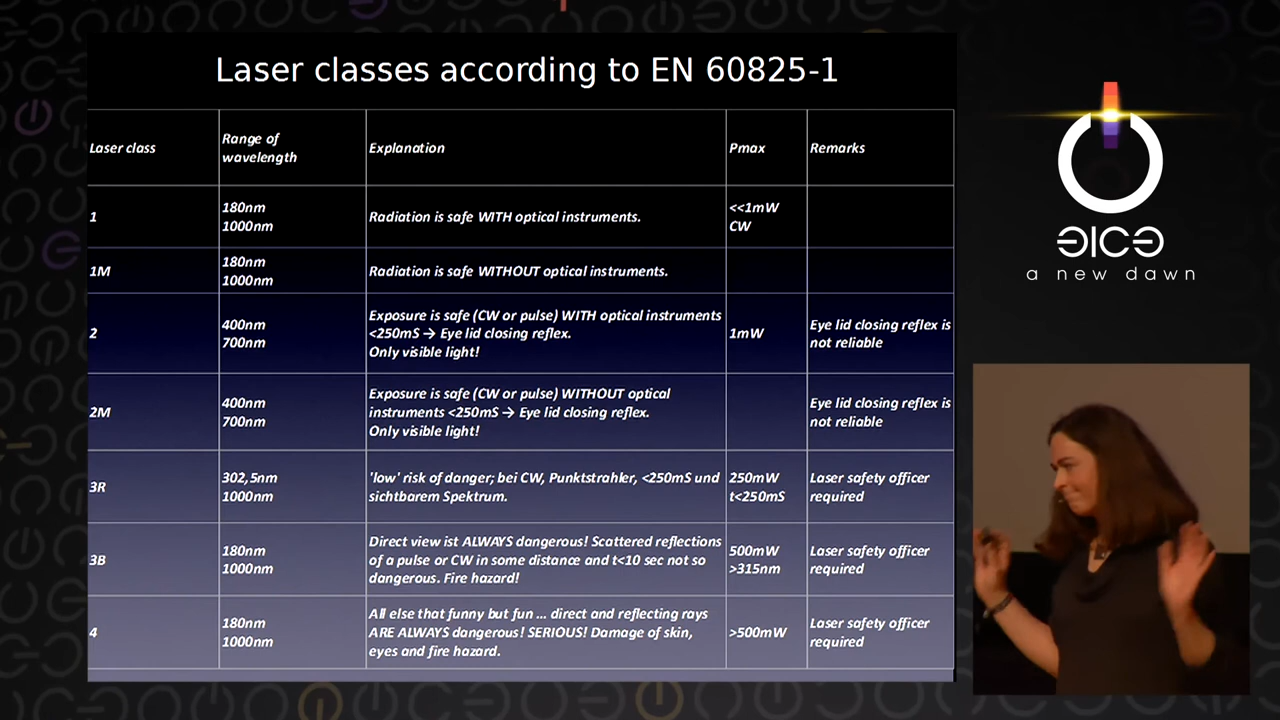 Laser classes according to EN 60825-1
Laser class
Range of
wavelength
Explanation
Pmax
Remarks
1
180nm
1000nm
Radiation is safe WITH optical instruments.
<<1mW
CW
1M
180nm
1000nm
Radiation is safe WITHOUT optical instruments.
2
400nm
700nm
Exposure is safe (CW or pulse) WITH optical instruments
<250mS → Eye lid closing reflex.
Only visible light!
1mW
Eye lid closing reflex is
not reliable
2M
400nm
700nm
Exposure is safe (CW or pulse) WITHOUT optical
instruments <250mS → Eye lid closing reflex.
Only visible light!
Eye lid closing reflex is
not reliable
3R
302,5nm
1000nm
'low' risk of danger; bei CW, Punktstrahler, <250mS und
sichtbarem Spektrum.
250mW
t<250mS
Laser safety officer
required
3B
180nm
1000nm
Direct view ist ALWAYS dangerous! Scattered reflections
of a pulse or CW in some distance and t<10 sec not so
dangerous. Fire hazard!
500mW
>315nm
Laser safety officer
required
4
180nm
1000nm
All else that funny but fun ... direct and reflecting rays
ARE ALWAYS dangerous! SERIOUS! Damage of skin,
eyes and fire hazard.
>500mW
Laser safety officer
required
a new dawn